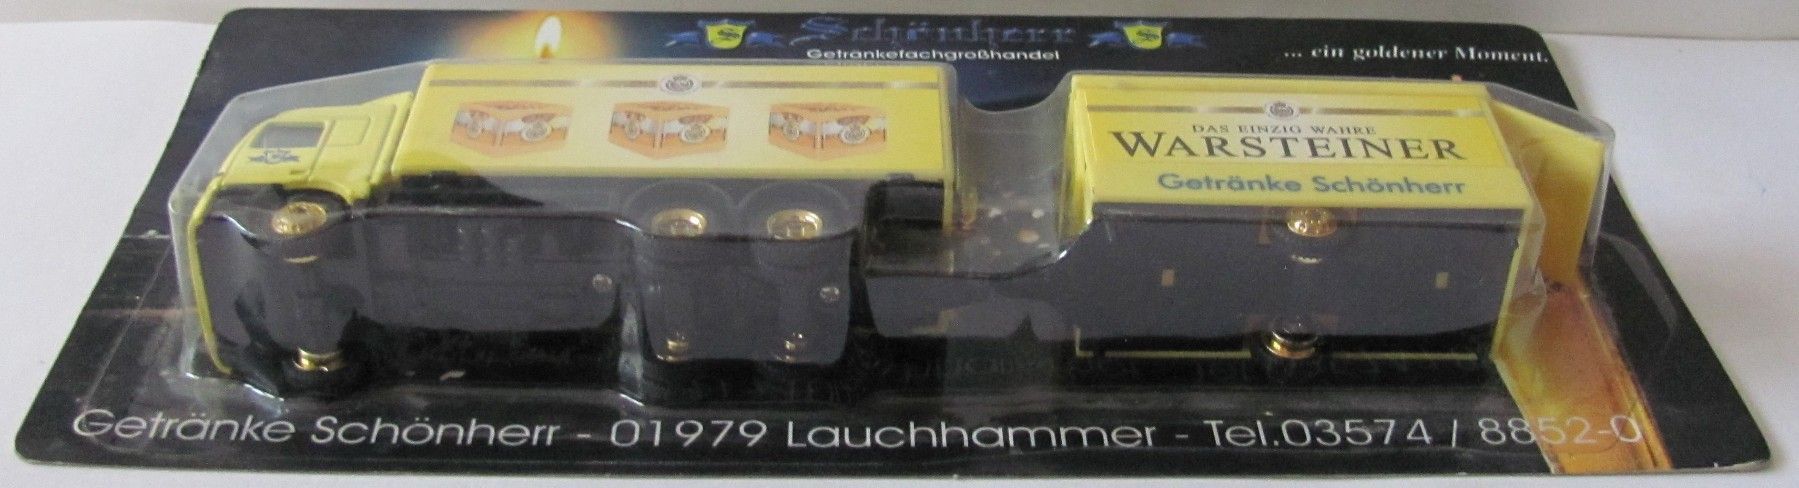 Schönherr
Getränkefachgroßhandel
... ein goldener Moment.
DAS EINZIG WAHRE
WARSTEINER
Getränke Schönherr
Getränke Schönherr - 01979 Lauchhammer - Tel.03574 / 8852-0